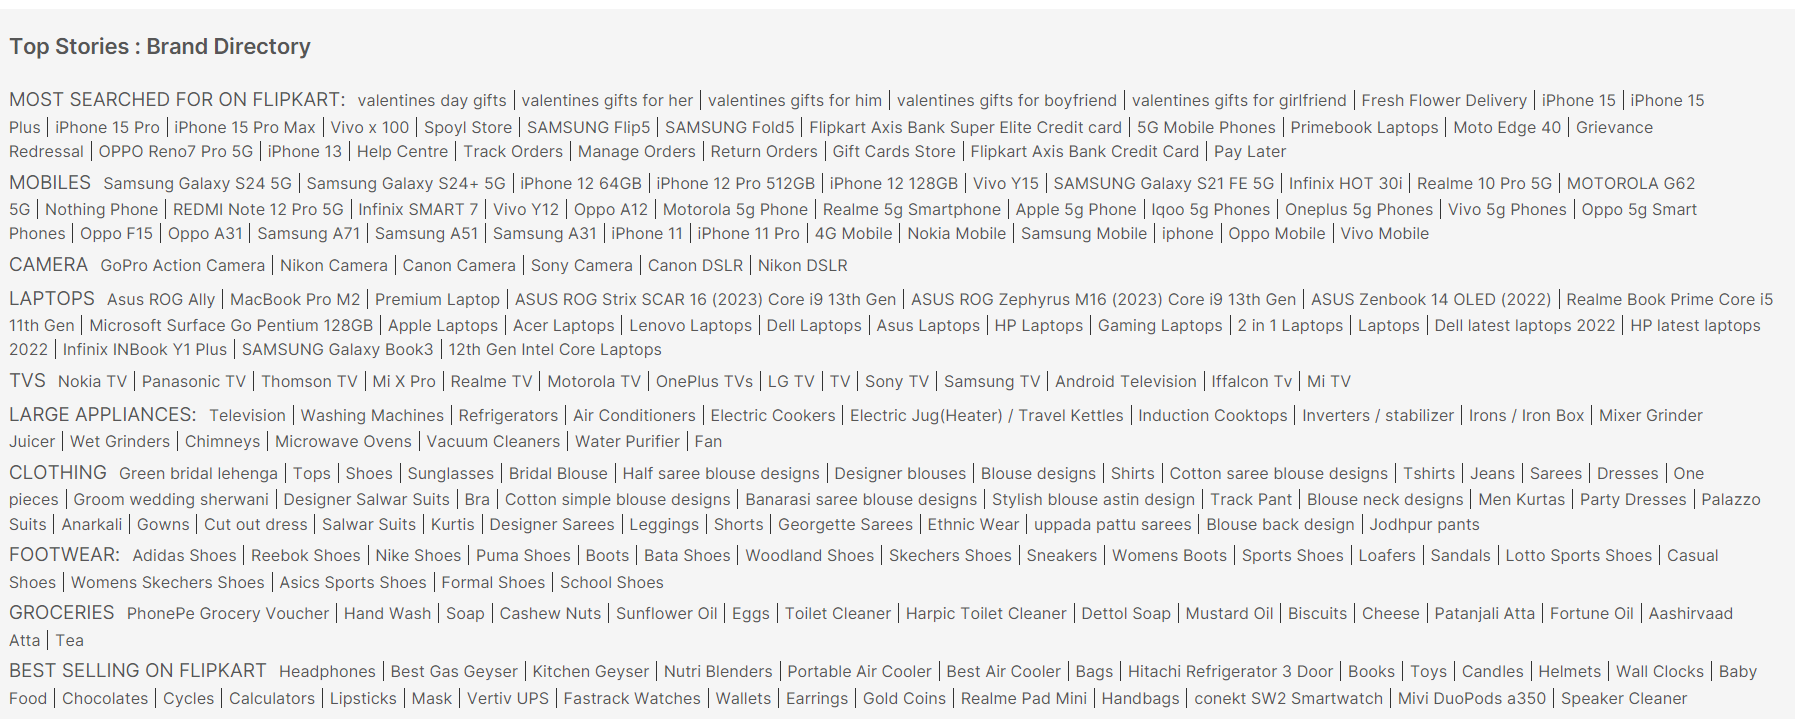 Top Stories : Brand Directory
MOST SEARCHED FOR ON FLIPKART: valentines day gifts | valentines gifts for her | valentines gifts for him | valentines gifts for boyfriend | valentines gifts for girlfriend | Fresh Flower Delivery | iPhone 15 | iPhone 15
Plus | iPhone 15 Pro | iPhone 15 Pro Max | Vivo x 100 | Spoyl Store | SAMSUNG Flip5 | SAMSUNG Fold5 | Flipkart Axis Bank Super Elite Credit card | 5G Mobile Phones | Primebook Laptops | Moto Edge 40 | Grievance
Redressal | OPPO Reno7 Pro 5G | iPhone 13 | Help Centre | Track Orders | Manage Orders | Return Orders | Gift Cards Store | Flipkart Axis Bank Credit Card | Pay Later
MOBILES Samsung Galaxy S24 5G | Samsung Galaxy S24+ 5G | iPhone 12 64GB | iPhone 12 Pro 512GB | iPhone 12 128GB | Vivo Y15 | SAMSUNG Galaxy S21 FE 5G | Infinix HOT 30i | Realme 10 Pro 5G | MOTOROLA G62
5G | Nothing Phone | REDMI Note 12 Pro 5G | Infinix SMART 7 | Vivo Y12 | Oppo A12 | Motorola 5g Phone | Realme 5g Smartphone | Apple 5g Phone | Iqoo 5g Phones | Oneplus 5g Phones | Vivo 5g Phones | Oppo 5g Smart
Phones | Oppo F15 | Oppo A31 | Samsung A71 | Samsung A51 | Samsung A31 | iPhone 11 | iPhone 11 Pro | 4G Mobile | Nokia Mobile | Samsung Mobile | iphone | Oppo Mobile | Vivo Mobile
CAMERA GoPro Action Camera | Nikon Camera | Canon Camera | Sony Camera | Canon DSLR | Nikon DSLR
LAPTOPS Asus ROG Ally | MacBook Pro M2 | Premium Laptop | ASUS ROG Strix SCAR 16 (2023) Core i9 13th Gen | ASUS ROG Zephyrus M16 (2023) Core i9 13th Gen | ASUS Zenbook 14 OLED (2022) | Realme Book Prime Core i5
11th Gen | Microsoft Surface Go Pentium 128GB | Apple Laptops | Acer Laptops | Lenovo Laptops | Dell Laptops | Asus Laptops | HP Laptops | Gaming Laptops | 2 in 1 Laptops | Laptops | Dell latest laptops 2022 | HP latest laptops
2022 | Infinix INBook Y1 Plus | SAMSUNG Galaxy Book3 | 12th Gen Intel Core Laptops
TVS Nokia TV | Panasonic TV | Thomson TV | Mi X Pro | Realme TV | Motorola TV | OnePlus TVs | LG TV | TV | Sony TV | Samsung TV | Android Television | Iffalcon Tv | Mi TV
LARGE APPLIANCES: Television | Washing Machines | Refrigerators | Air Conditioners | Electric Cookers | Electric Jug(Heater) / Travel Kettles | Induction Cooktops | Inverters / stabilizer | Irons / Iron Box | Mixer Grinder
Juicer | Wet Grinders | Chimneys | Microwave Ovens | Vacuum Cleaners | Water Purifier | Fan
CLOTHING Green bridal lehenga | Tops | Shoes | Sunglasses | Bridal Blouse | Half saree blouse designs | Designer blouses | Blouse designs | Shirts | Cotton saree blouse designs | Tshirts | Jeans | Sarees | Dresses | One
pieces | Groom wedding sherwani | Designer Salwar Suits | Bra | Cotton simple blouse designs | Banarasi saree blouse designs | Stylish blouse astin design | Track Pant | Blouse neck designs | Men Kurtas | Party Dresses | Palazzo
Suits | Anarkali | Gowns | Cut out dress | Salwar Suits | Kurtis | Designer Sarees | Leggings | Shorts | Georgette Sarees | Ethnic Wear | uppada pattu sarees | Blouse back design | Jodhpur pants
FOOTWEAR: Adidas Shoes | Reebok Shoes | Nike Shoes | Puma Shoes | Boots | Bata Shoes | Woodland Shoes | Skechers Shoes | Sneakers | Womens Boots | Sports Shoes | Loafers | Sandals | Lotto Sports Shoes | Casual
Shoes | Womens Skechers Shoes | Asics Sports Shoes | Formal Shoes | School Shoes
GROCERIES PhonePe Grocery Voucher | Hand Wash | Soap | Cashew Nuts | Sunflower Oil | Eggs | Toilet Cleaner | Harpic Toilet Cleaner | Dettol Soap | Mustard Oil | Biscuits | Cheese | Patanjali Atta | Fortune Oil | Aashirvaad
Atta | Tea
BEST SELLING ON FLIPKART Headphones | Best Gas Geyser | Kitchen Geyser | Nutri Blenders | Portable Air Cooler | Best Air Cooler | Bags | Hitachi Refrigerator 3 Door | Books | Toys | Candles | Helmets | Wall Clocks | Baby
Food | Chocolates | Cycles | Calculators | Lipsticks | Mask | Vertiv UPS | Fastrack Watches | Wallets | Earrings | Gold Coins | Realme Pad Mini | Handbags | conekt SW2 Smartwatch | Mivi DuoPods a350 | Speaker Cleaner